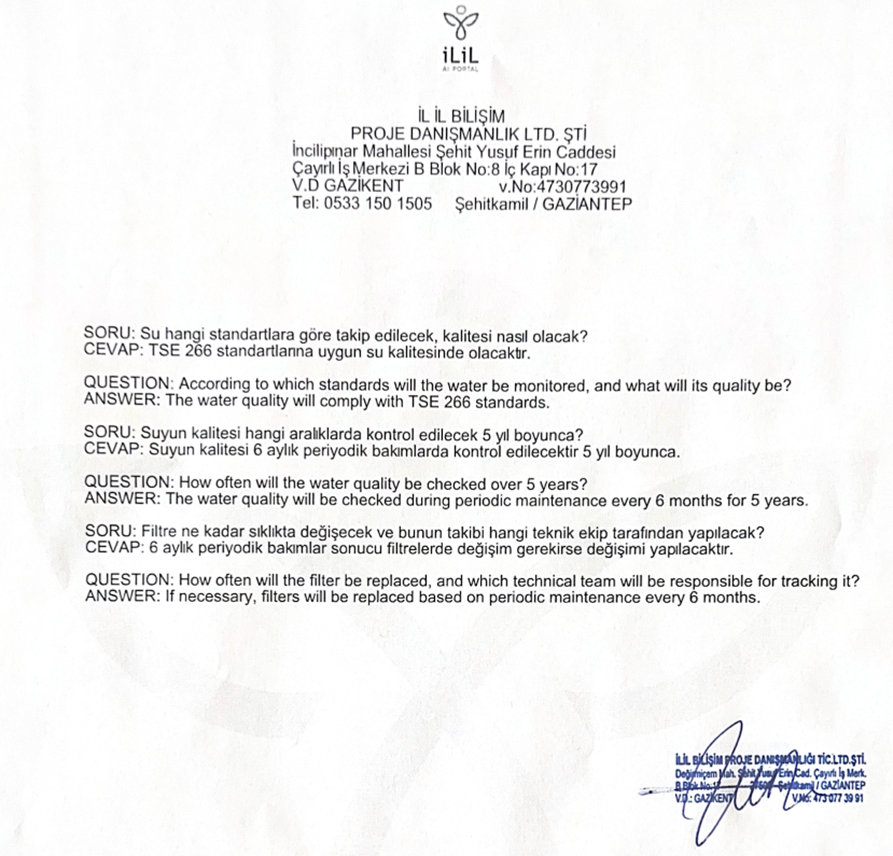 iLiL
AI PORTAL
İL İL BİLİŞİM
PROJE DANIŞMANLIK LTD. ŞTİ
İncilipınar Mahallesi Şehit Yusuf Erin Caddesi
Çayırlı İş Merkezi B Blok No:8 İç Kapı No:17
V.D GAZİKENT v.No:4730773991
Tel: 0533 150 1505 Şehitkamil / GAZİANTEP
SORU: Su hangi standartlara göre takip edilecek, kalitesi nasıl olacak?
CEVAP: TSE 266 standartlarına uygun su kalitesinde olacaktır.
QUESTION: According to which standards will the water be monitored, and what will its quality be?
ANSWER: The water quality will comply with TSE 266 standards.
SORU: Suyun kalitesi hangi aralıklarda kontrol edilecek 5 yıl boyunca?
CEVAP: Suyun kalitesi 6 aylık periyodik bakımlarda kontrol edilecektir 5 yıl boyunca.
QUESTION: How often will the water quality be checked over 5 years?
ANSWER: The water quality will be checked during periodic maintenance every 6 months for 5 years.
SORU: Filtre ne kadar sıklıkta değişecek ve bunun takibi hangi teknik ekip tarafından yapılacak?
CEVAP: 6 aylık periyodik bakımlar sonucu filtrelerde değişim gerekirse değişimi yapılacaktır.
QUESTION: How often will the filter be replaced, and which technical team will be responsible for tracking it?
ANSWER: If necessary, filters will be replaced based on periodic maintenance every 6 months.
İLİL BİLİŞİM PROJE DANIŞMANLIĞI TİC.LTD.ŞTİ.
Değirmiçem Mah. Şehit Yusuf Erin Cad. Çayırlı İş Merk.
B Blok Şehitkamil / GAZİANTEP
V.D.: GAZİKENT V.No: 473 077 39 91